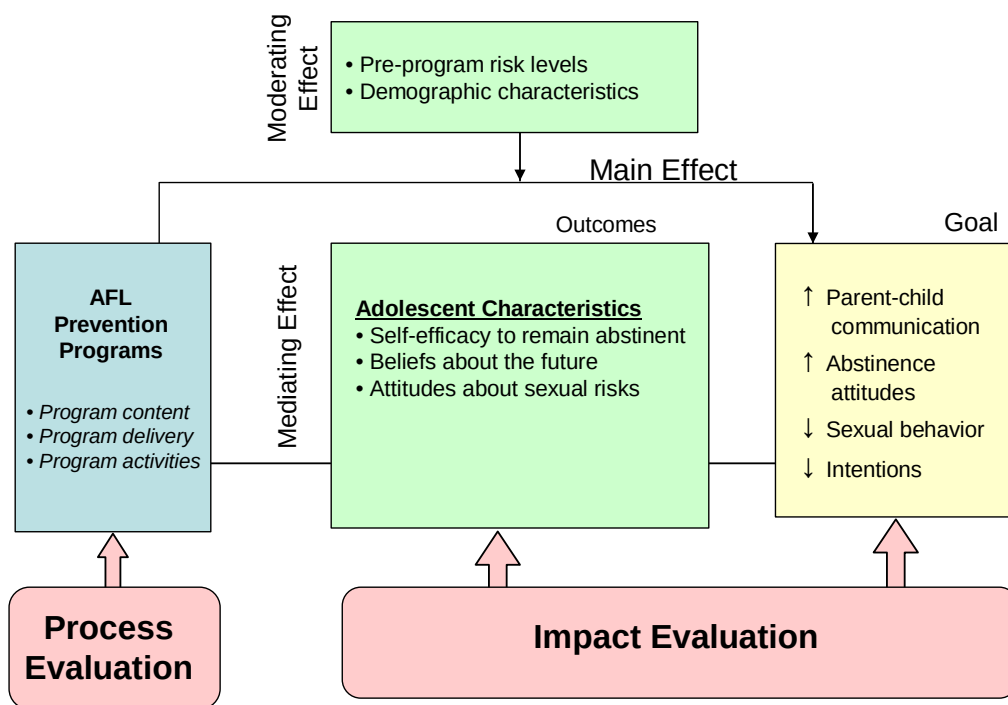 Moderating
Effect
• Pre-program risk levels
• Demographic characteristics
Main Effect
Outcomes
Goal
AFL
Prevention
Programs
• Program content
• Program delivery
• Program activities
Mediating Effect
Adolescent Characteristics
• Self-efficacy to remain abstinent
• Beliefs about the future
• Attitudes about sexual risks
↑ Parent-child
communication
↑ Abstinence
attitudes
↓ Sexual behavior
↓ Intentions
Process
Evaluation
Impact Evaluation